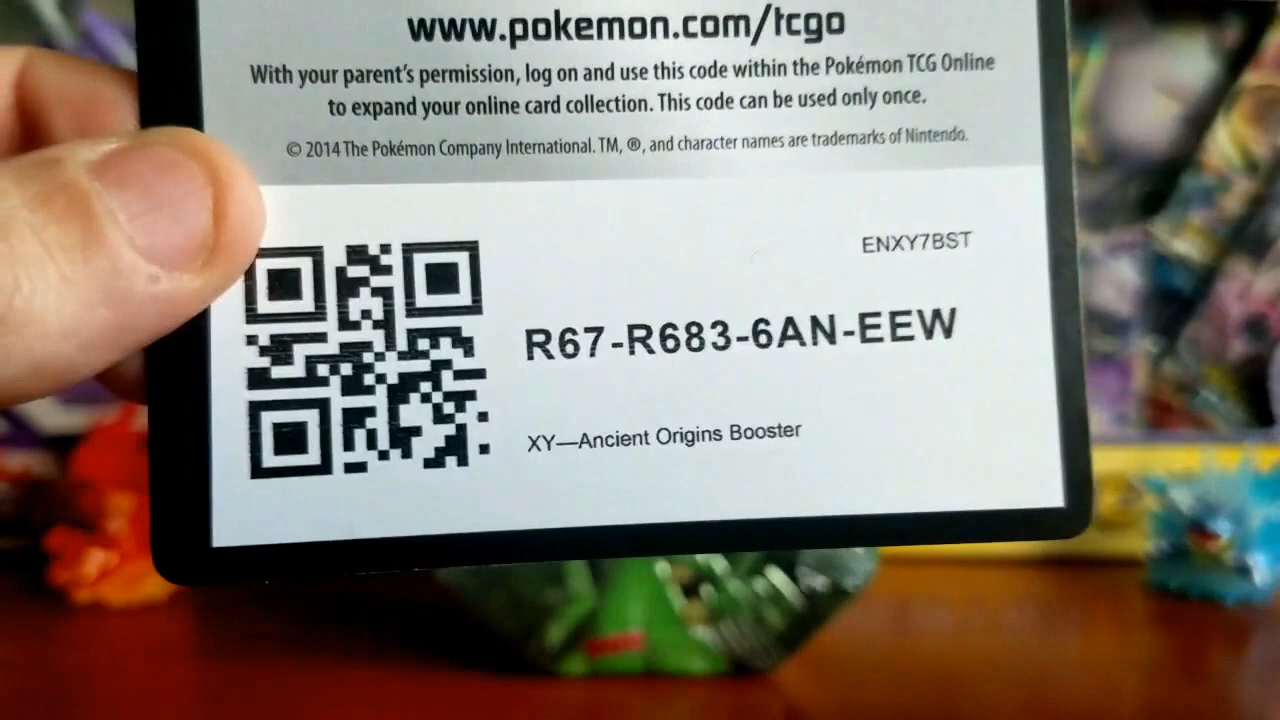 www.pokemon.com/tcgo
With your parent's permission, log on and use this code within the Pokémon TCG Online
to expand your online card collection. This code can be used only once.
© 2014 The Pokémon Company International. TM, ®, and character names are trademarks of Nintendo.
ENXY7BST
R67-R683-6AN-EEW
XY—Ancient Origins Booster